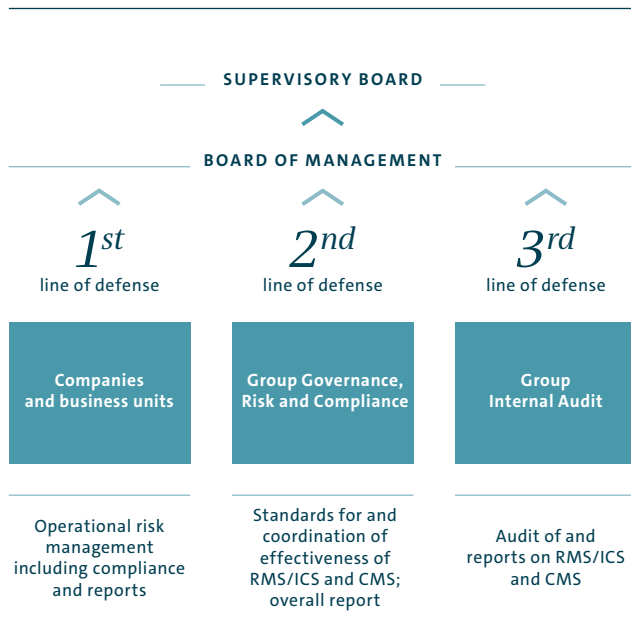 SUPERVISORY BOARD
BOARD OF MANAGEMENT
1st
line of defense
Companies
and business units
Operational risk
management
including compliance
and reports
2nd
line of defense
Group Governance,
Risk and Compliance
Standards for and
coordination of
effectiveness of
RMS/ICS and CMS;
overall report
3rd
line of defense
Group
Internal Audit
Audit of and
reports on RMS/ICS
and CMS